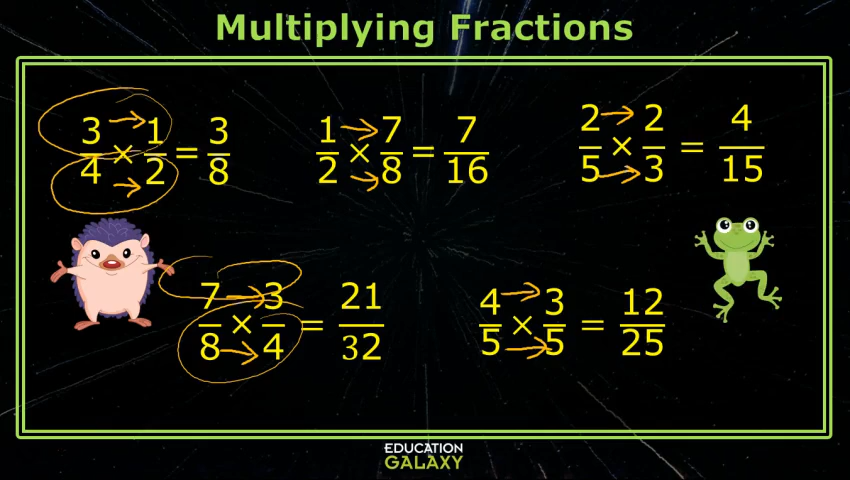 Multiplying Fractions
3/4 × 1/2 = 3/8
1/2 × 7/8 = 7/16
2/5 × 2/3 = 4/15
7/8 × 3/4 = 21/32
4/5 × 3/5 = 12/25
EDUCATION
GALAXY